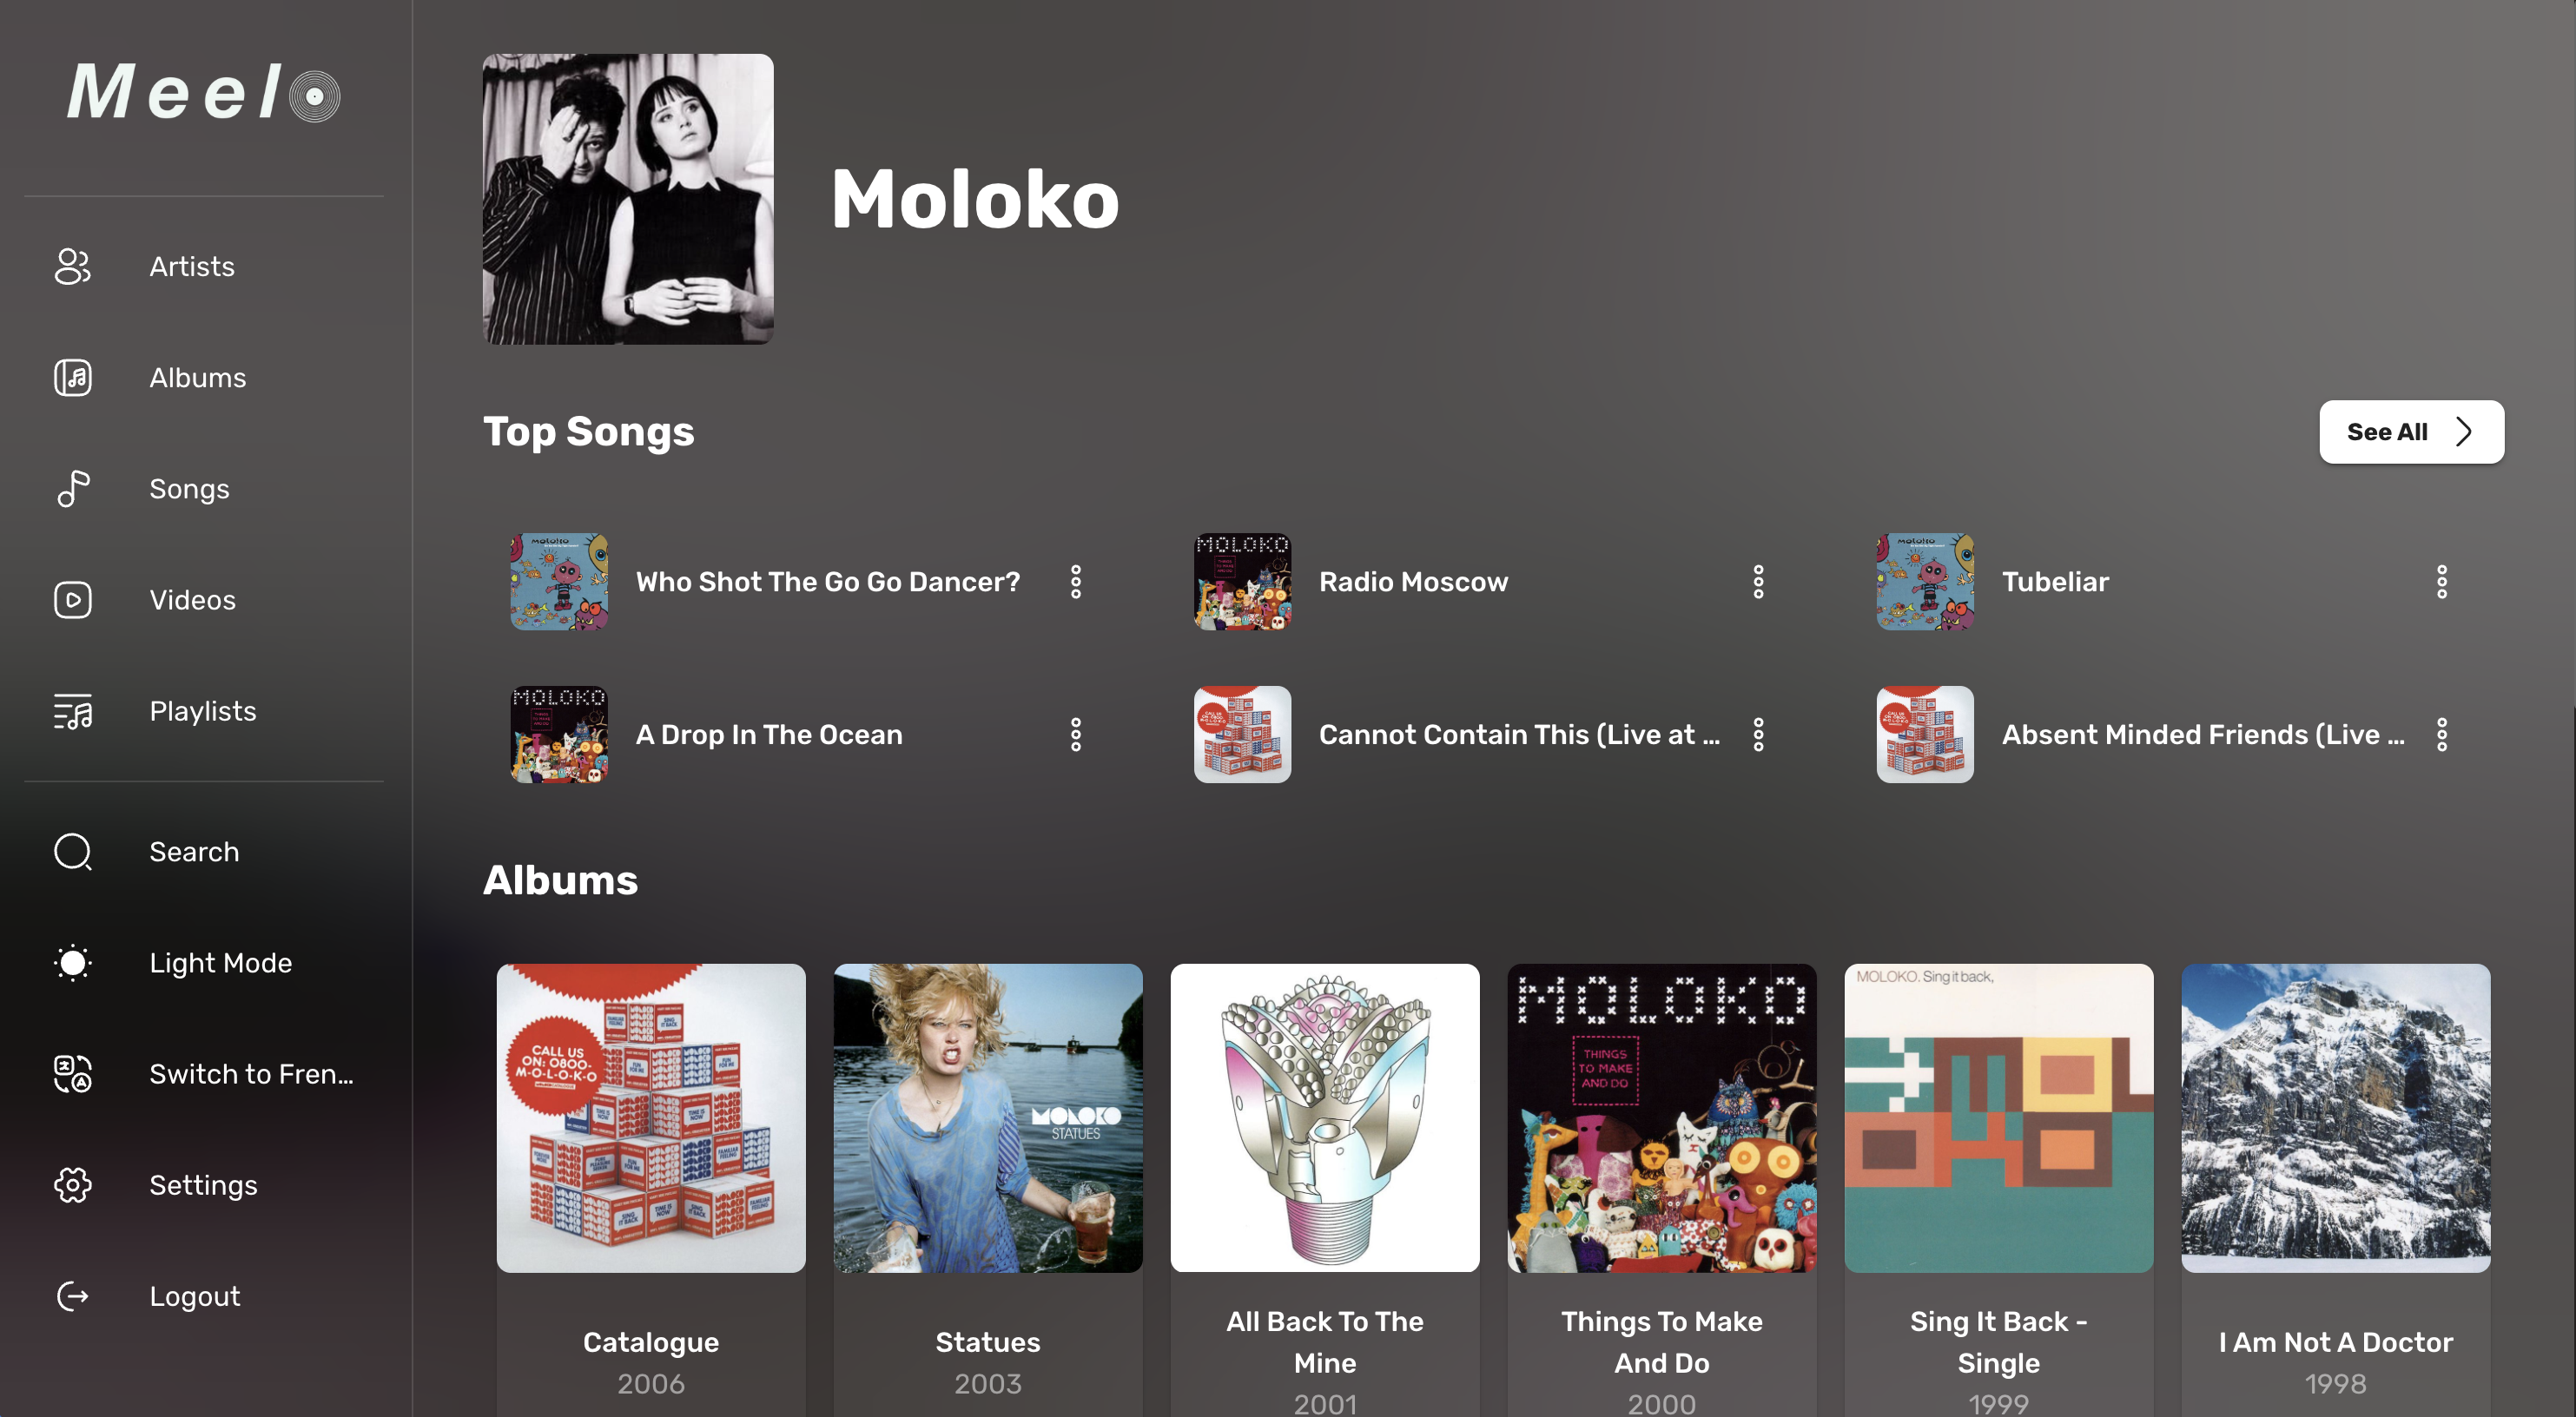 Meelo
Artists
Albums
Songs
Videos
Playlists
Search
Light Mode
Switch to Fren...
Settings
Logout
Moloko
Top Songs
See All
Who Shot The Go Go Dancer?
Radio Moscow
Tubeliar
A Drop In The Ocean
Cannot Contain This (Live at ...
Absent Minded Friends (Live ...
Albums
CALL US
ON: 0800-
M-O-L-O-K-O
MOLOKO
STATUES
MOLOKO
THINGS
TO MAKE
AND DO
MOLOKO. Sing it back,
Catalogue
2006
Statues
2003
All Back To The
Mine
2001
Things To Make
And Do
2000
Sing It Back -
Single
1999
I Am Not A Doctor
1998